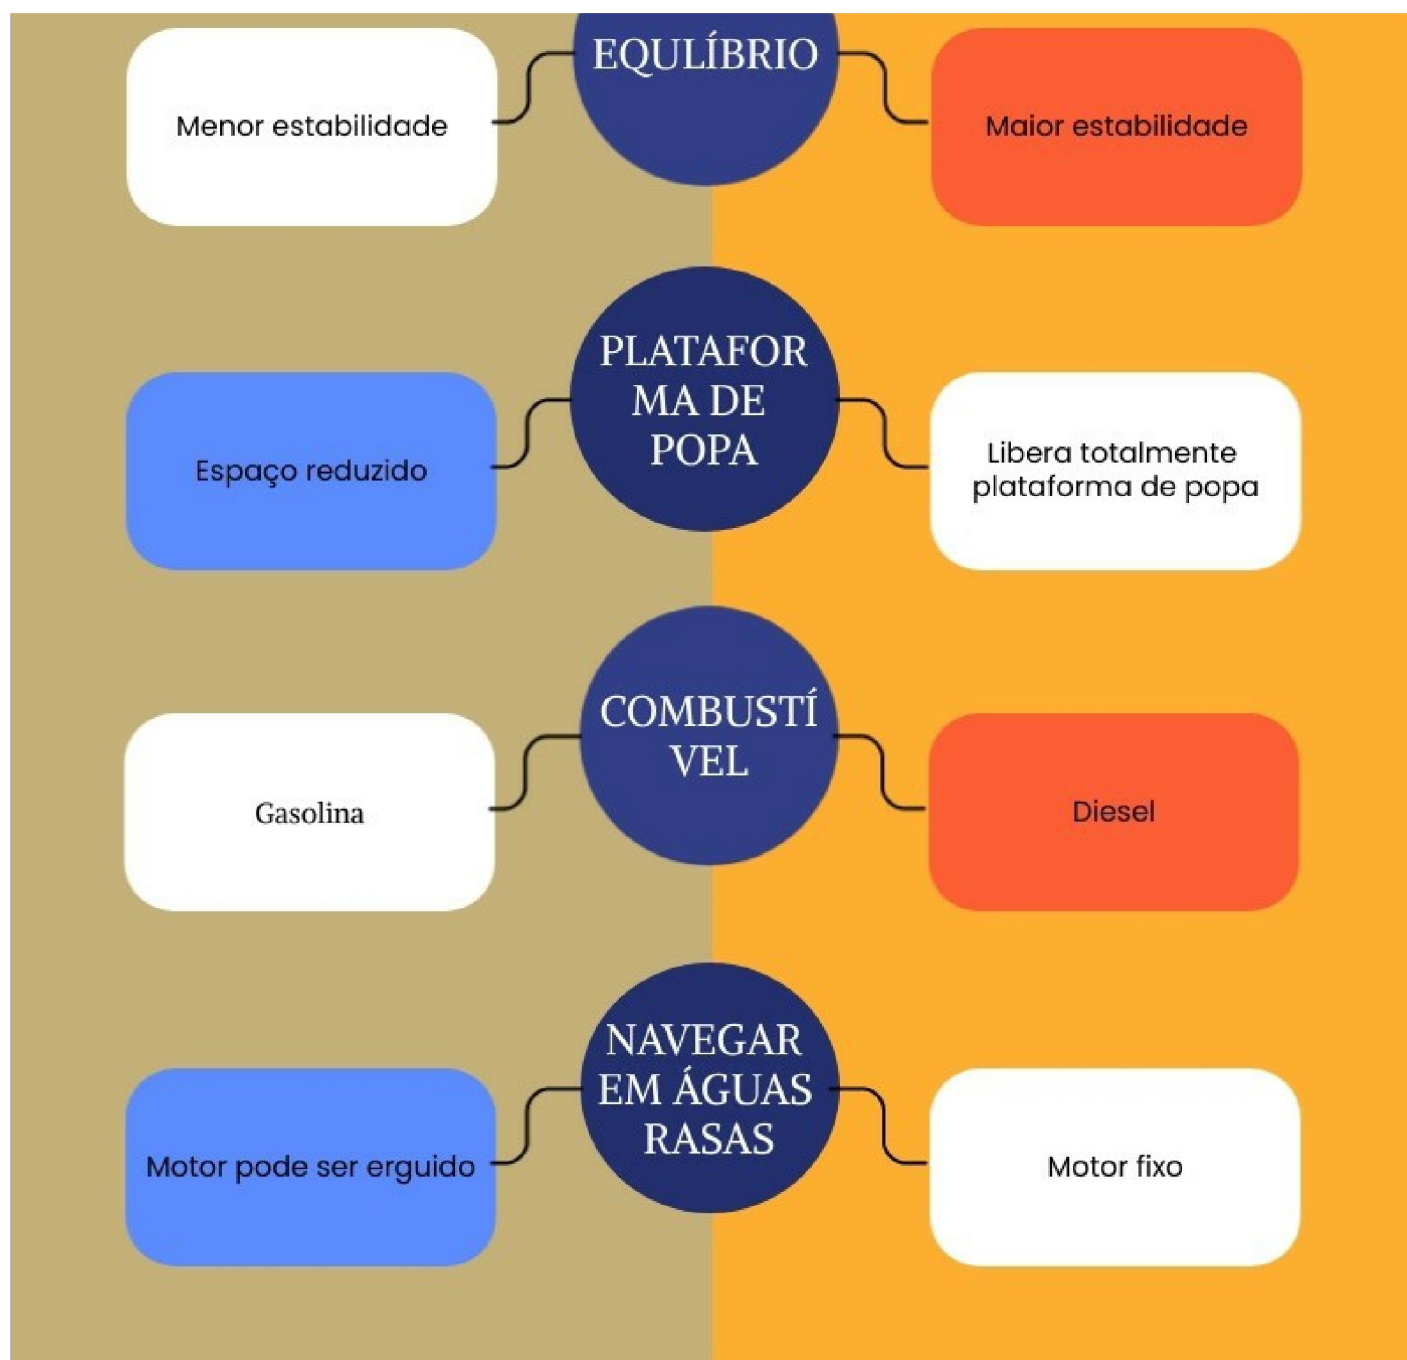 EQULÍBRIO
Menor estabilidade
Maior estabilidade
PLATAFOR
MA DE
POPA
Espaço reduzido
Libera totalmente
plataforma de popa
COMBUSTÍ
VEL
Gasolina
Diesel
NAVEGAR
EM ÁGUAS
RASAS
Motor pode ser erguido
Motor fixo